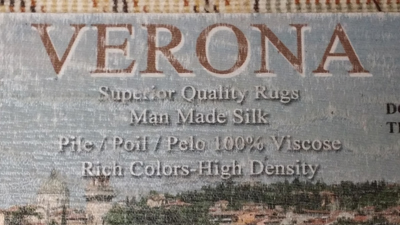 VERONA
Superior Quality Rugs
Man Made Silk
Pile / Poil / Pelo 100% Viscose
Rich Colors-High Density